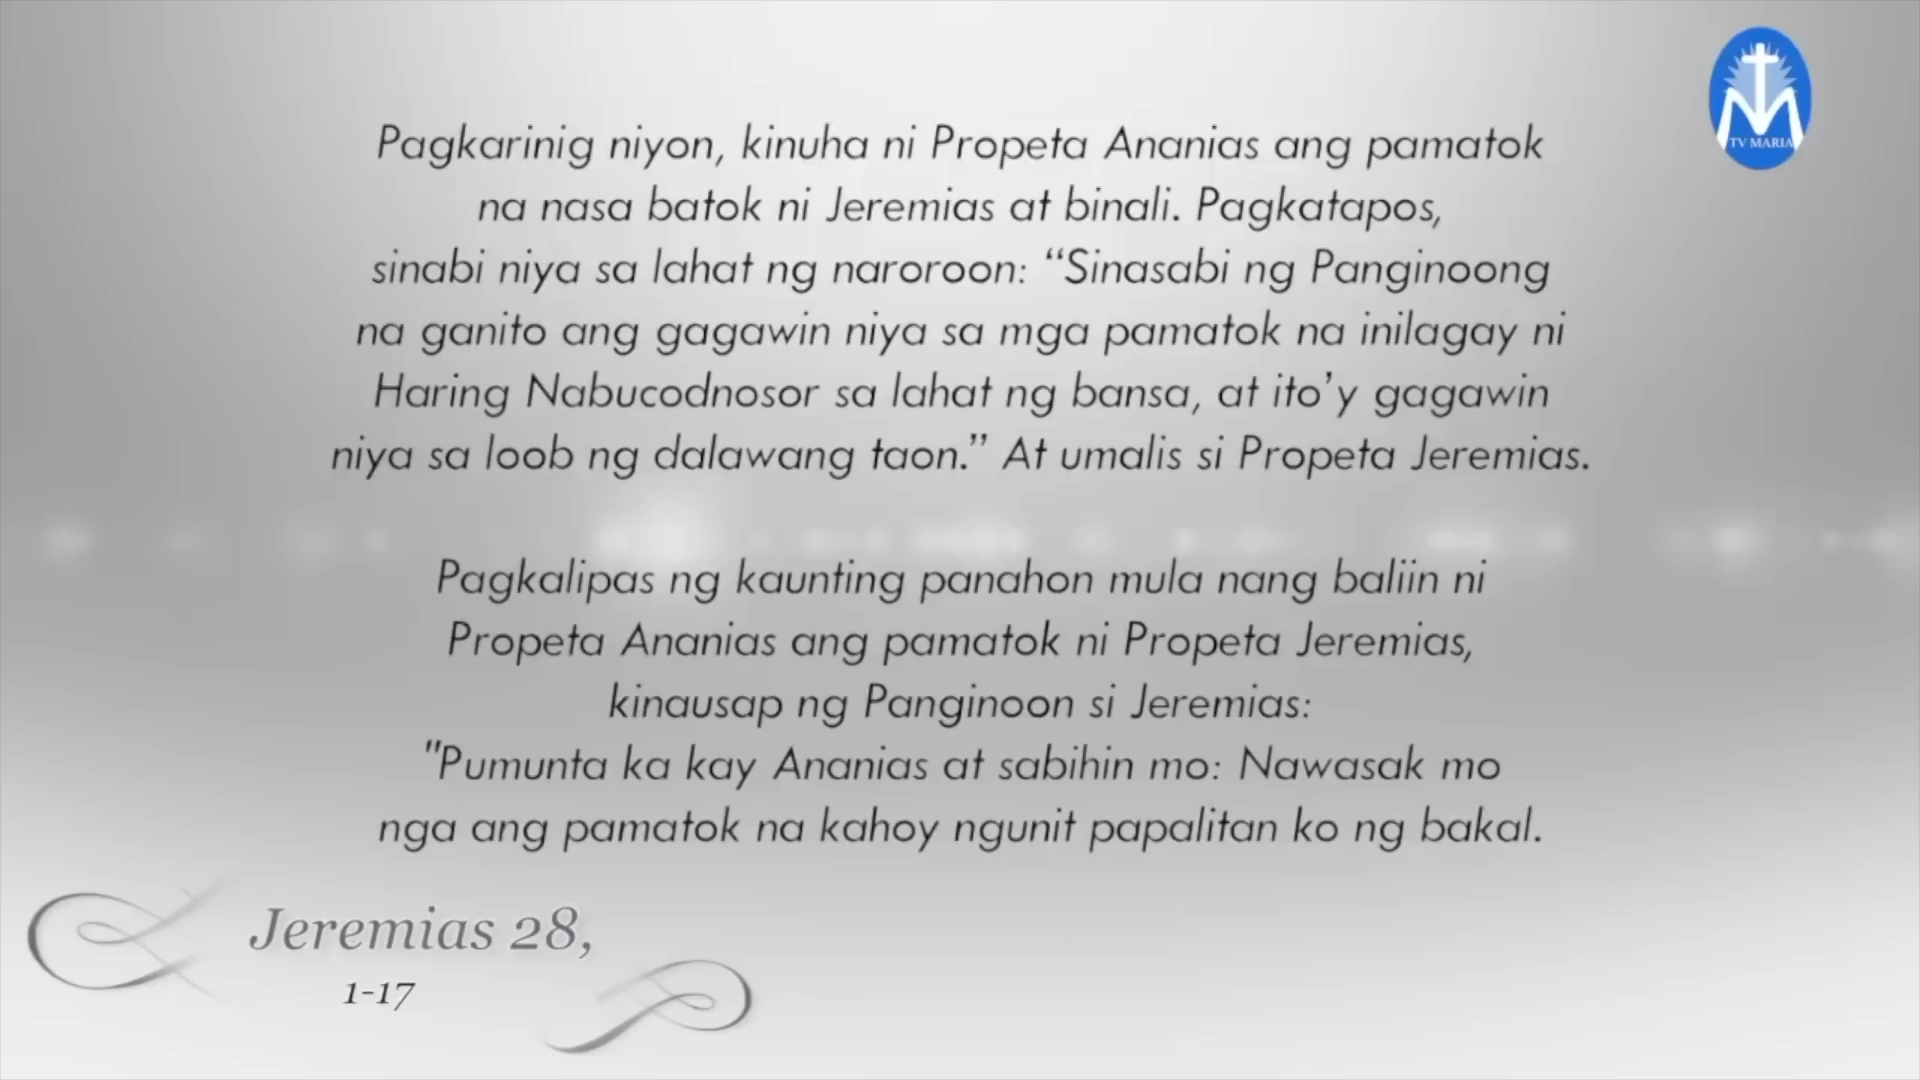 TV MARIA
Pagkarinig niyon, kinuha ni Propeta Ananias ang pamatok
na nasa batok ni Jeremias at binali. Pagkatapos,
sinabi niya sa lahat ng naroroon: “Sinasabi ng Panginoong
na ganito ang gagawin niya sa mga pamatok na inilagay ni
Haring Nabucodnosor sa lahat ng bansa, at ito’y gagawin
niya sa loob ng dalawang taon.” At umalis si Propeta Jeremias.
Pagkalipas ng kaunting panahon mula nang baliin ni
Propeta Ananias ang pamatok ni Propeta Jeremias,
kinausap ng Panginoon si Jeremias:
"Pumunta ka kay Ananias at sabihin mo: Nawasak mo
nga ang pamatok na kahoy ngunit papalitan ko ng bakal.
Jeremias 28,
1-17